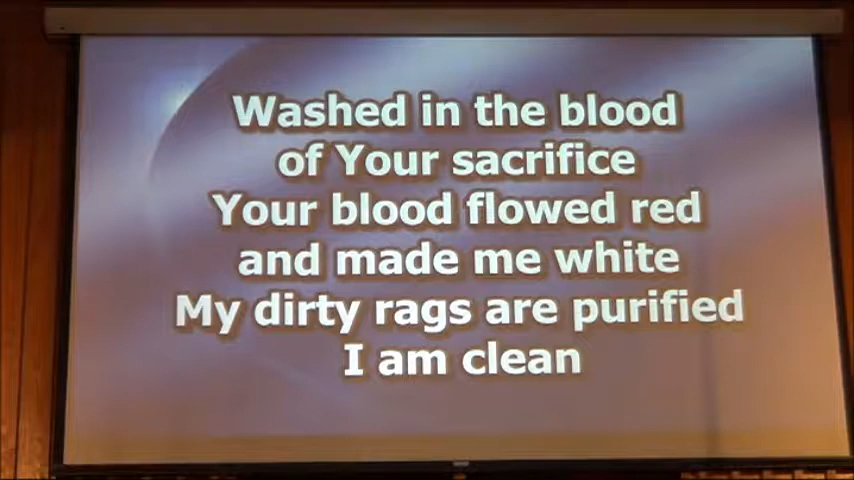 Washed in the blood
of Your sacrifice
Your blood flowed red
and made me white
My dirty rags are purified
I am clean